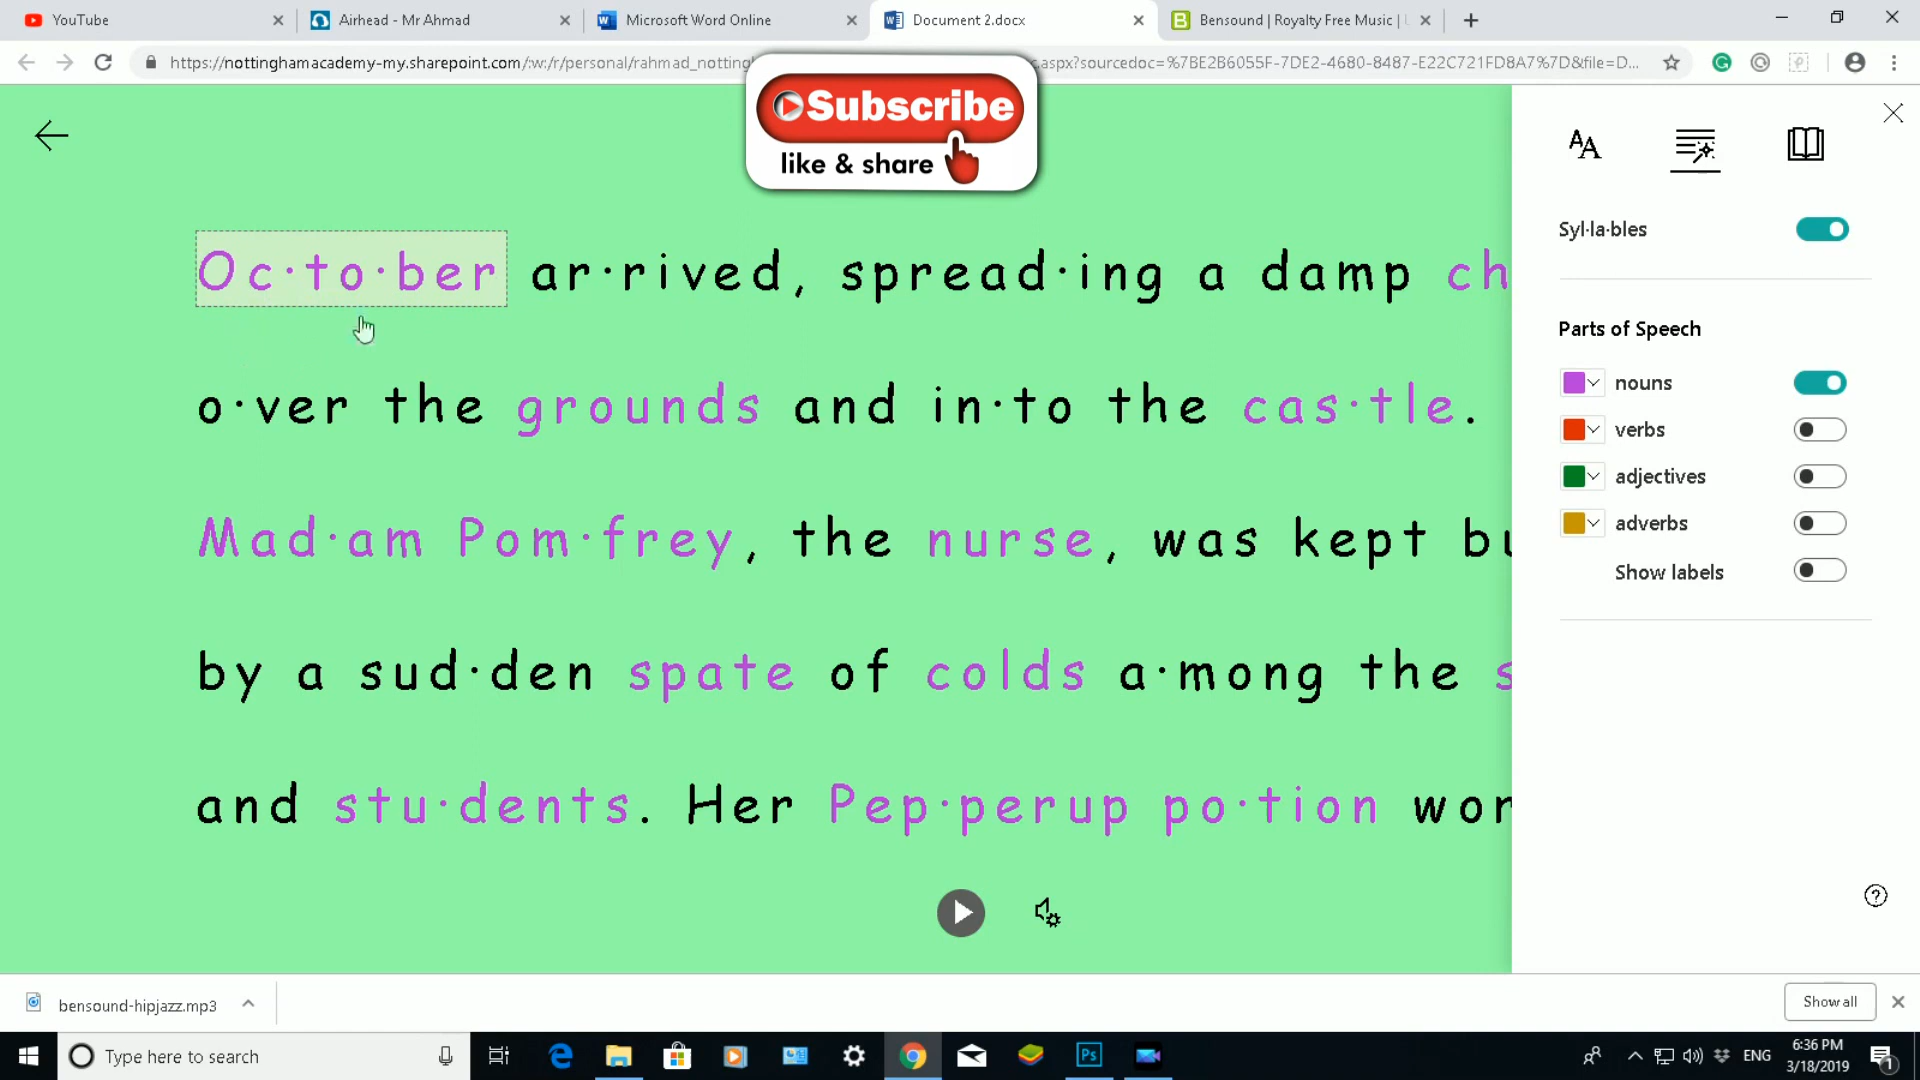 YouTube
Airhead - Mr Ahmad
Microsoft Word Online
Document 2.docx
Bensound | Royalty Free Music |
https://nottinghamacademy-my.sharepoint.com/:w:/r/personal/rahmad_notting
.aspx?sourcedoc=%7BE2B6055F-7DE2-4680-8487-E22C721FD8A7%7D&file=D...
Subscribe
like & share
Syl·la·bles
Oc·to·ber ar·rived, spread·ing a damp ch
Parts of Speech
nouns
o·ver the grounds and in·to the cas·tle.
verbs
adjectives
Mad·am Pom·frey, the nurse, was kept bu
adverbs
Show labels
by a sud·den spate of colds a·mong the s
and stu·dents. Her Pep·perup po·tion wor
bensound-hipjazz.mp3
Show all
Type here to search
Ps
ENG
6:36 PM
3/18/2019
1